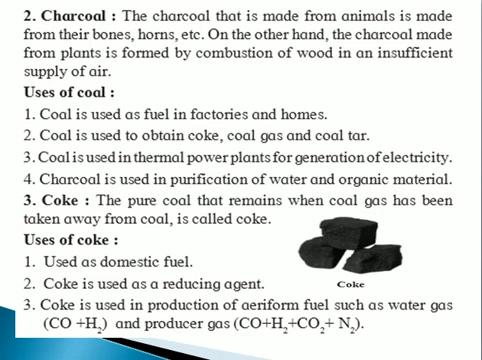 2. Charcoal : The charcoal that is made from animals is made
from their bones, horns, etc. On the other hand, the charcoal made
from plants is formed by combustion of wood in an insufficient
supply of air.
Uses of coal :
1. Coal is used as fuel in factories and homes.
2. Coal is used to obtain coke, coal gas and coal tar.
3. Coal is used in thermal power plants for generation of electricity.
4. Charcoal is used in purification of water and organic material.
3. Coke : The pure coal that remains when coal gas has been
taken away from coal, is called coke.
Uses of coke :
1. Used as domestic fuel.
2. Coke is used as a reducing agent.
Coke
3. Coke is used in production of aeriform fuel such as water gas
(CO +H₂) and producer gas (CO+H₂+CO₂+ N₂).